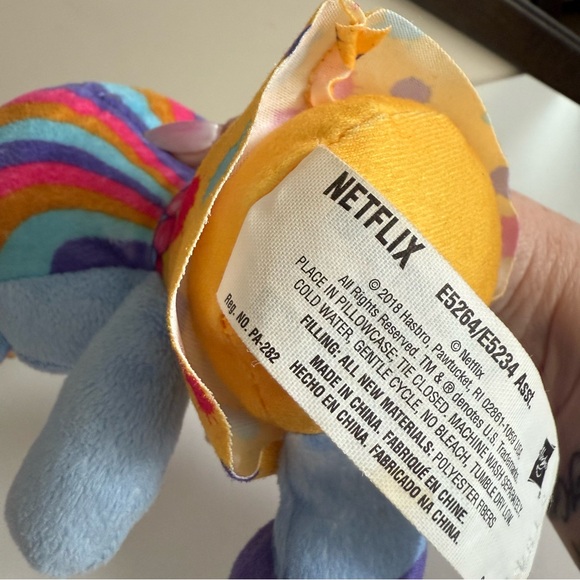 NETFLIX
E5264/E5234 Asst.
© Netflix.
© 2018 Hasbro, Pawtucket, RI 02861-1059 USA.
All Rights Reserved. TM & ® denotes U.S. Trademarks.
PLACE IN PILLOWCASE; TIE CLOSED. MACHINE WASH SEPARATELY,
COLD WATER, GENTLE CYCLE, NO BLEACH, TUMBLE DRY LOW.
FILLING: ALL NEW MATERIALS: POLYESTER FIBERS
Reg. NO. PA-282
MADE IN CHINA. FABRIQUÉ EN CHINE.
HECHO EN CHINA. FABRICADO NA CHINA.